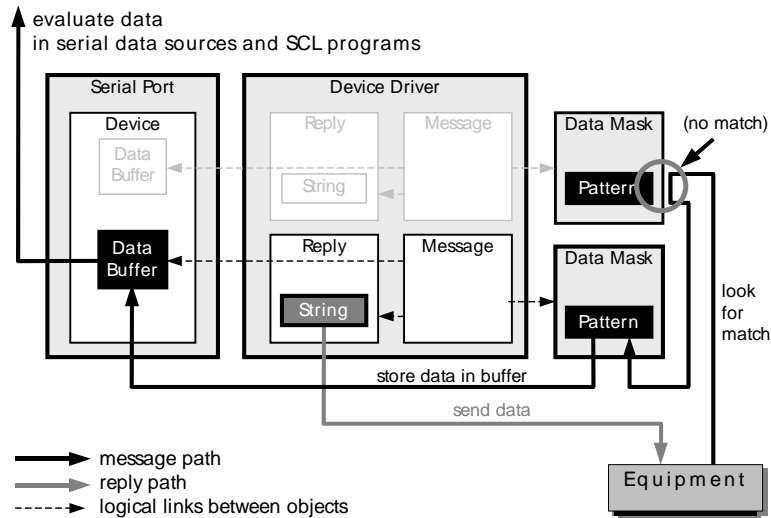 evaluate data
in serial data sources and SCL programs
Serial Port
Device Driver
Device
Reply
Message
Data Mask
(no match)
Data
Buffer
String
Pattern
Data
Buffer
Reply
Message
Data Mask
String
Pattern
look
for
match
store data in buffer
send data
message path
reply path
logical links between objects
Equipment